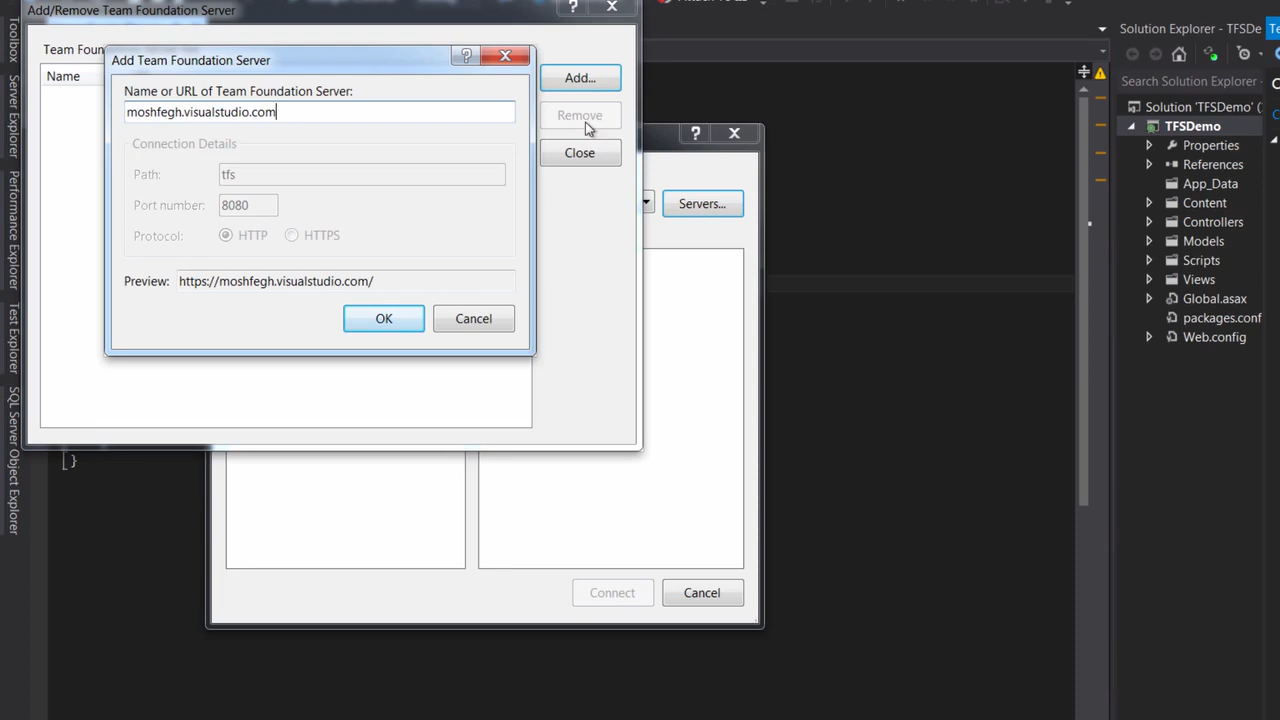 Add/Remove Team Foundation Server
Team Foun
Name
Add Team Foundation Server
Name or URL of Team Foundation Server:
moshfegh.visualstudio.com
Connection Details
Path: tfs
Port number: 8080
Protocol: HTTP HTTPS
Preview: https://moshfegh.visualstudio.com/
OK Cancel
Add...
Remove
Close
Servers...
Connect Cancel
}
Toolbox
Server Explorer
Performance Explorer
Test Explorer
SQL Server Object Explorer
Solution Explorer - TFSDe
Te
Search Solution Explorer
Solution 'TFSDemo' (
TFSDemo
Properties
References
App_Data
Content
Controllers
Models
Scripts
Views
Global.asax
packages.conf
Web.config